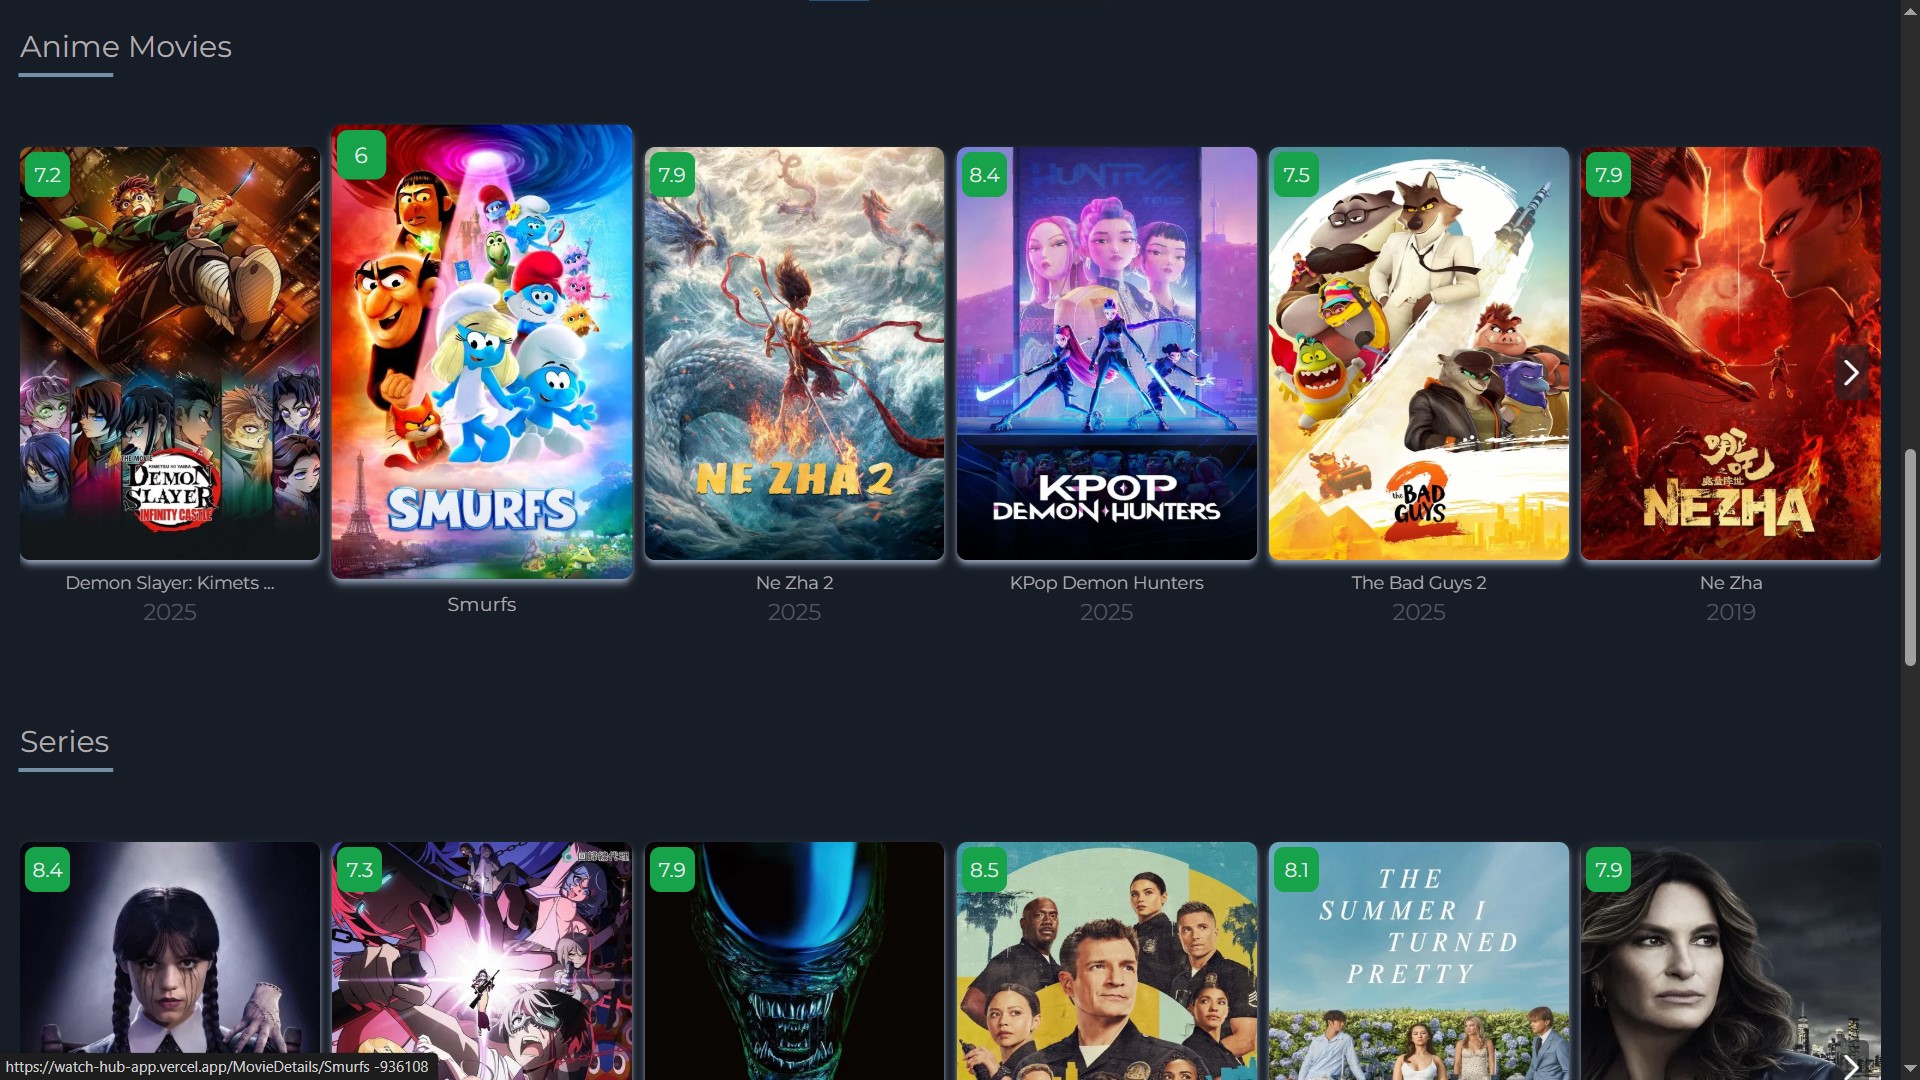 Anime Movies
7.2
THE MOVIE
KIMETSU NO YAIBA
DEMON
SLAYER
INFINITY CASTLE
Demon Slayer: Kimets ...
2025
6
SMURFS
Smurfs
7.9
NE ZHA 2
Ne Zha 2
2025
8.4
HUNTR/X
KPOP
DEMON HUNTERS
KPop Demon Hunters
2025
7.5
the BAD
GUYS
2
The Bad Guys 2
2025
7.9
哪吒
NEZHA
Ne Zha
2019
Series
8.4
7.3
7.9
8.5
8.1
THE
SUMMER I
TURNED
PRETTY
7.9
https://watch-hub-app.vercel.app/MovieDetails/Smurfs -936108